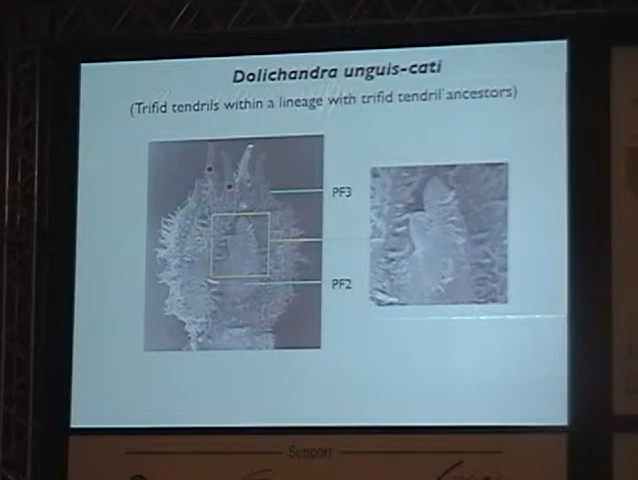 Dolichandra unguis-cati
(Trifid tendrils within a lineage with trifid tendril ancestors)
PF3
PF2
Support